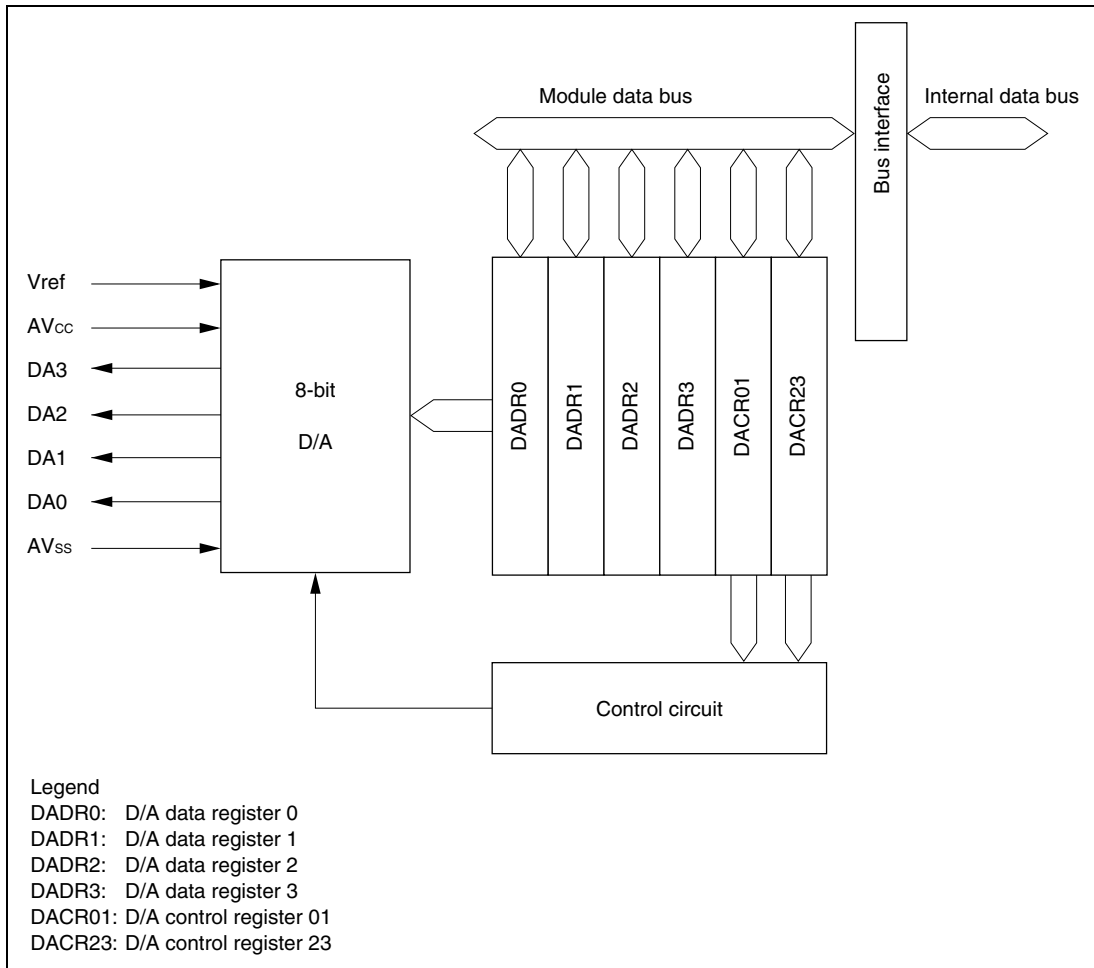 Module data bus
Internal data bus
Bus interface
Vref
AVcc
DA3
DA2
DA1
DA0
AVss
8-bit
D/A
DADR0
DADR1
DADR2
DADR3
DACR01
DACR23
Control circuit
Legend
DADR0: D/A data register 0
DADR1: D/A data register 1
DADR2: D/A data register 2
DADR3: D/A data register 3
DACR01: D/A control register 01
DACR23: D/A control register 23